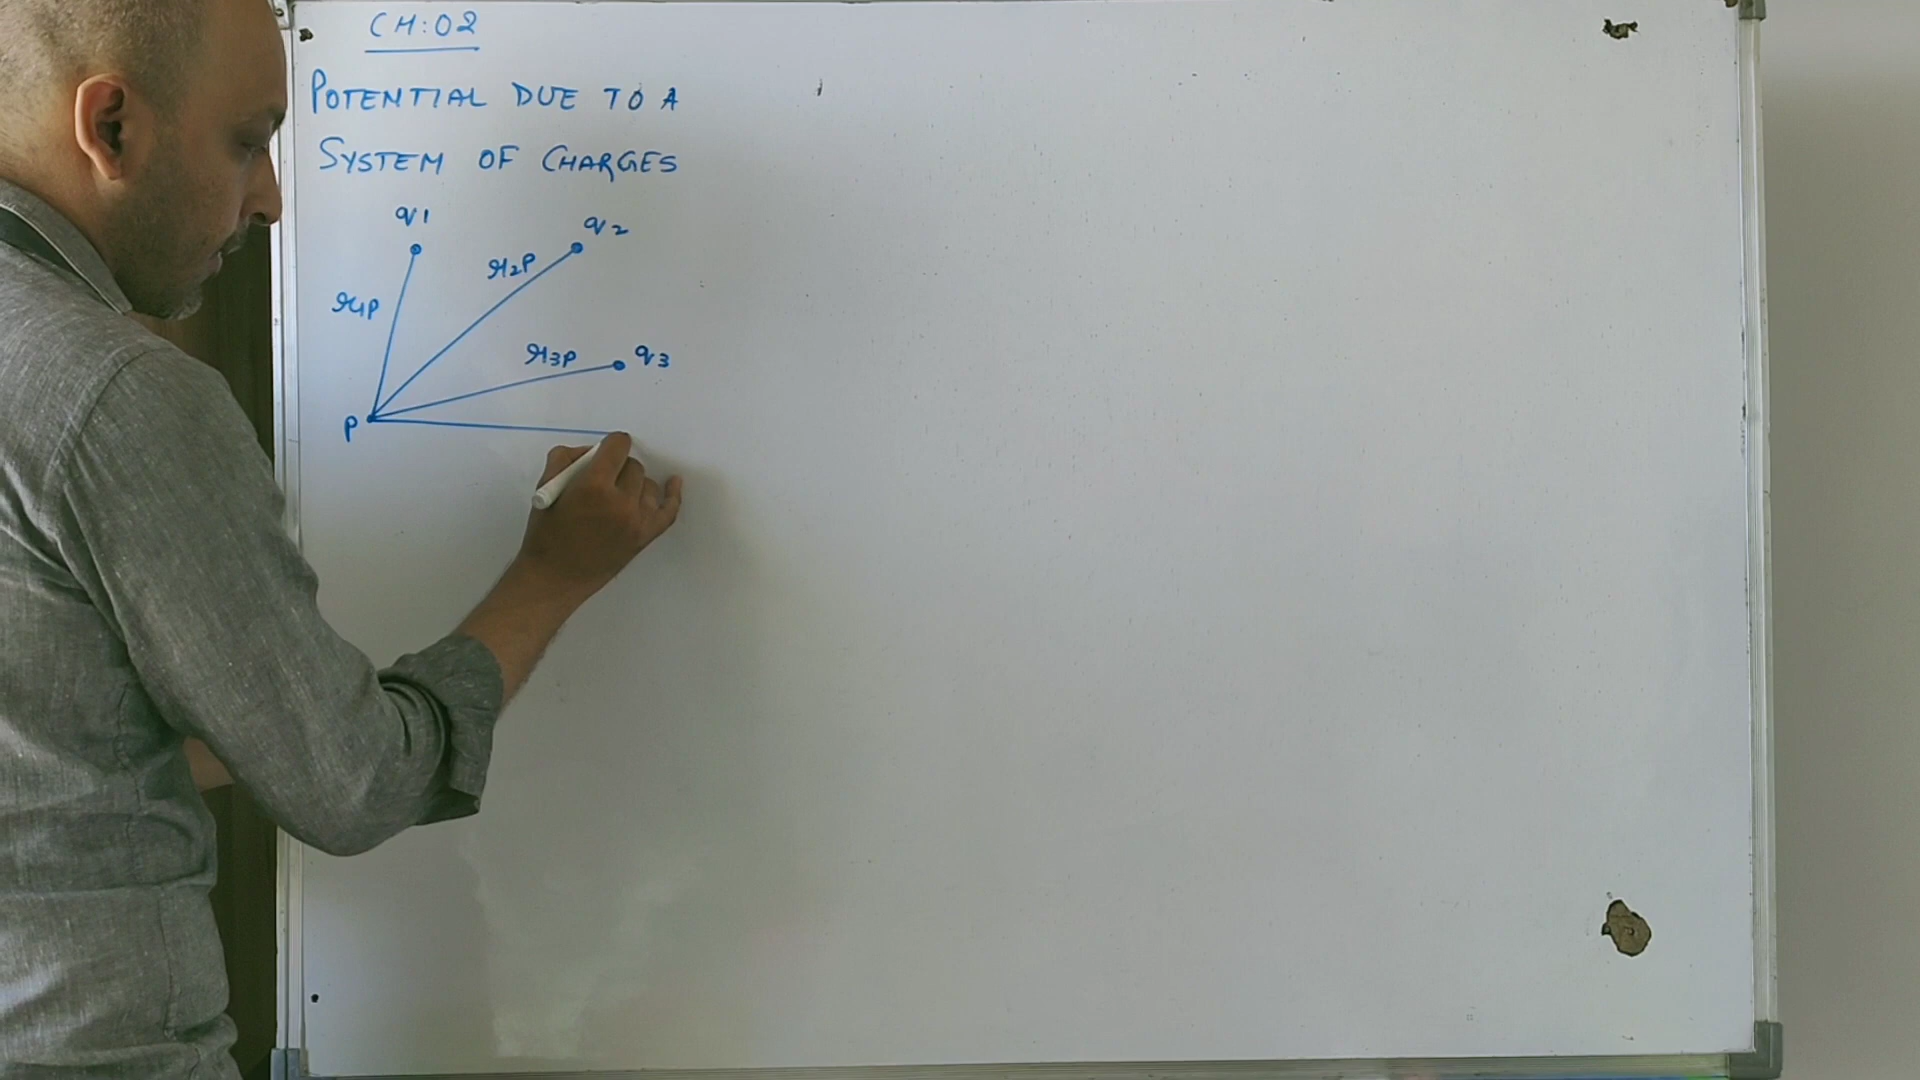 CH:02
POTENTIAL DUE TO A
SYSTEM OF CHARGES
q1
q2
r2P
r1P
r3P
q3
P